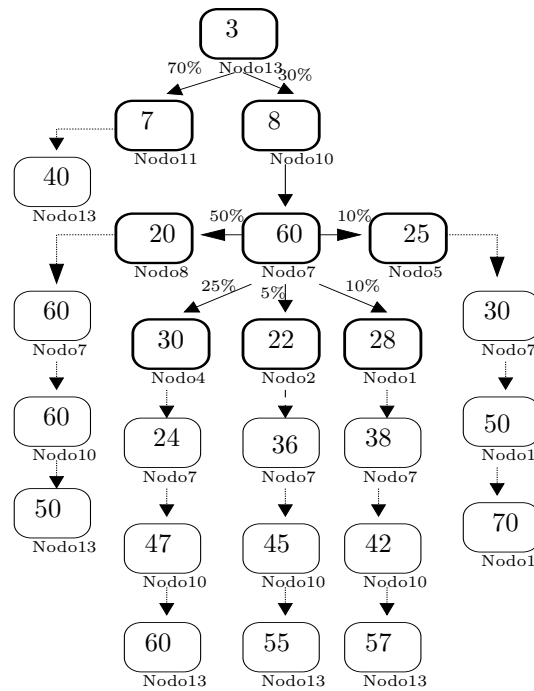 3
70% Nodo13 30%
7 8
Nodo11 Nodo10
40
Nodo13
50% 10%
20 60 25
Nodo8 Nodo7 Nodo5
25% 5% 10%
60 30
Nodo7 Nodo7
30 22 28
Nodo4 Nodo2 Nodo1
60 24 36 38 50
Nodo10 Nodo7 Nodo7 Nodo7 Nodo1
50 47 45 42 70
Nodo13 Nodo10 Nodo10 Nodo10 Nodo1
60 55 57
Nodo13 Nodo13 Nodo13